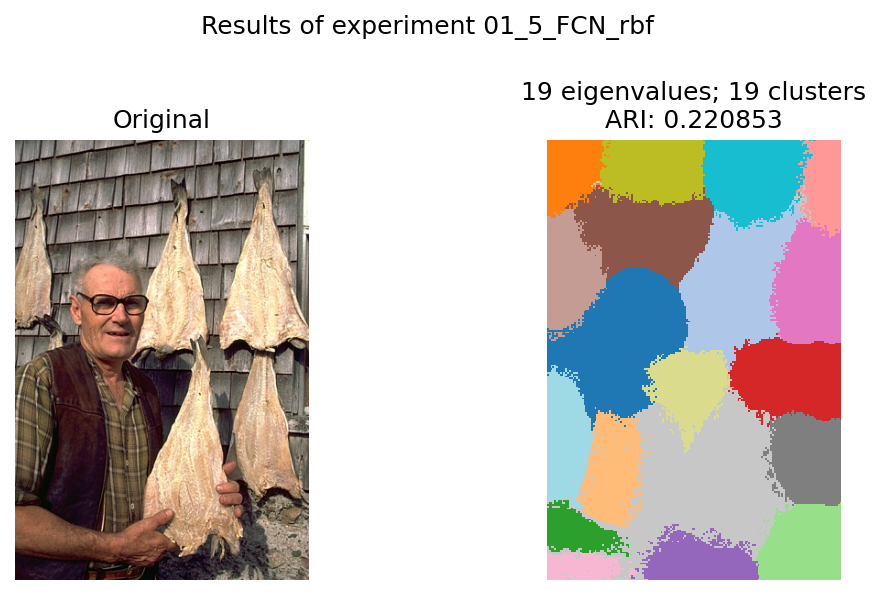 Results of experiment 01_5_FCN_rbf
Original
19 eigenvalues; 19 clusters
ARI: 0.220853